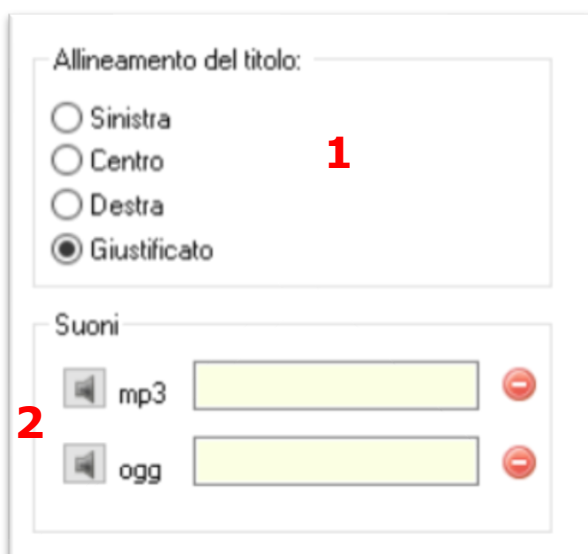 Allineamento del titolo:
Sinistra
Centro
1
Destra
Giustificato
Suoni
mp3
2
ogg